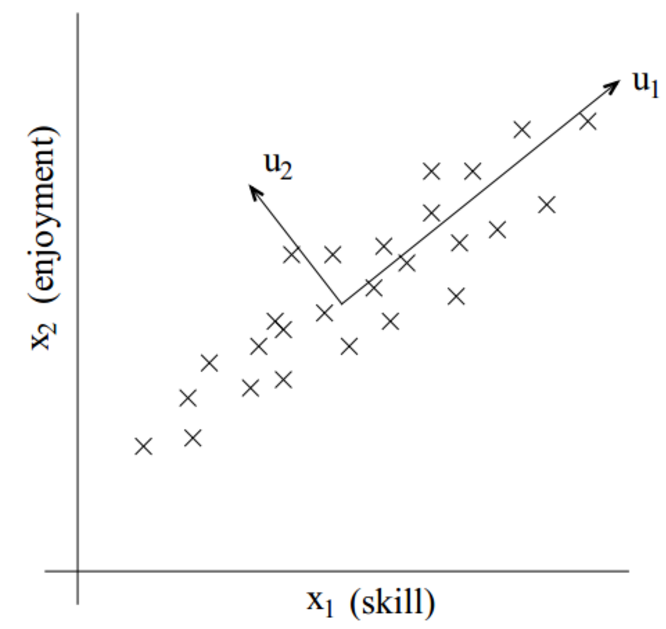 u₁
u₂
x₂ (enjoyment)
x₁ (skill)